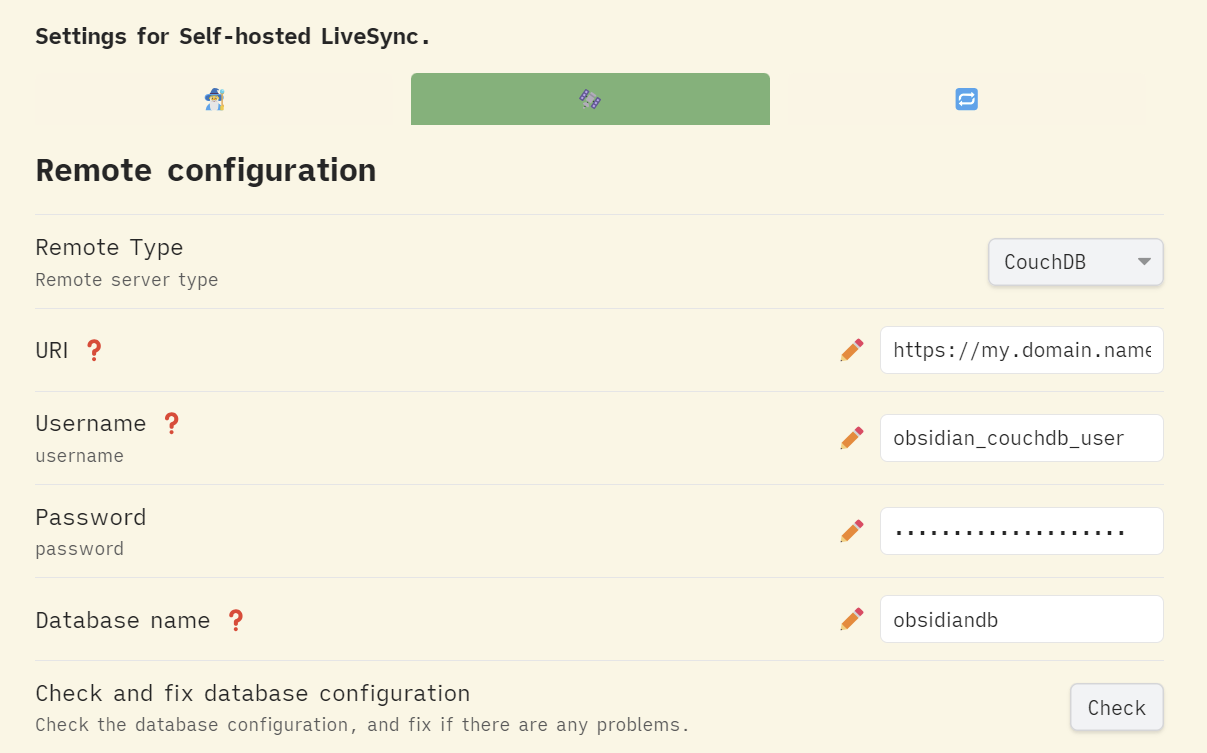 Settings for Self-hosted LiveSync.
Remote configuration
Remote Type
Remote server type
CouchDB
URI ❓
https://my.domain.name
Username ❓
username
obsidian_couchdb_user
Password
password
Database name ❓
obsidiandb
Check and fix database configuration
Check the database configuration, and fix if there are any problems.
Check